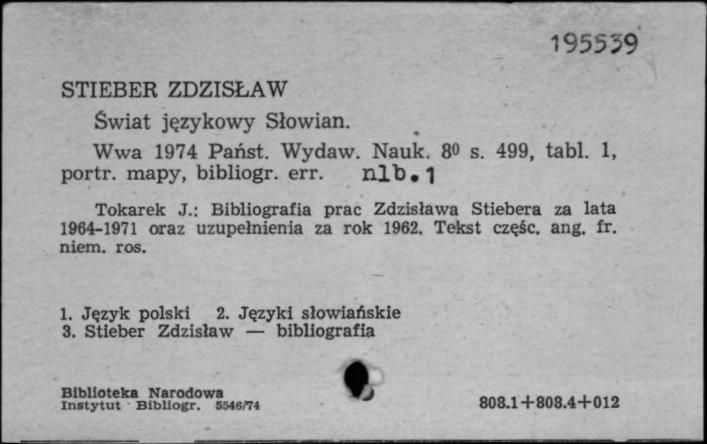 195539
STIEBER ZDZISŁAW
Świat językowy Słowian.
Wwa 1974 Państ. Wydaw. Nauk. 8⁰ s. 499, tabl. 1,
portr. mapy, bibliogr. err. nlb.1
Tokarek J.: Bibliografia prac Zdzisława Stiebera za lata
1964-1971 oraz uzupełnienia za rok 1962. Tekst częśc. ang. fr.
niem. ros.
1. Język polski 2. Języki słowiańskie
3. Stieber Zdzisław — bibliografia
Biblioteka Narodowa
Instytut Bibliogr. 5546/74
808.1+808.4+012